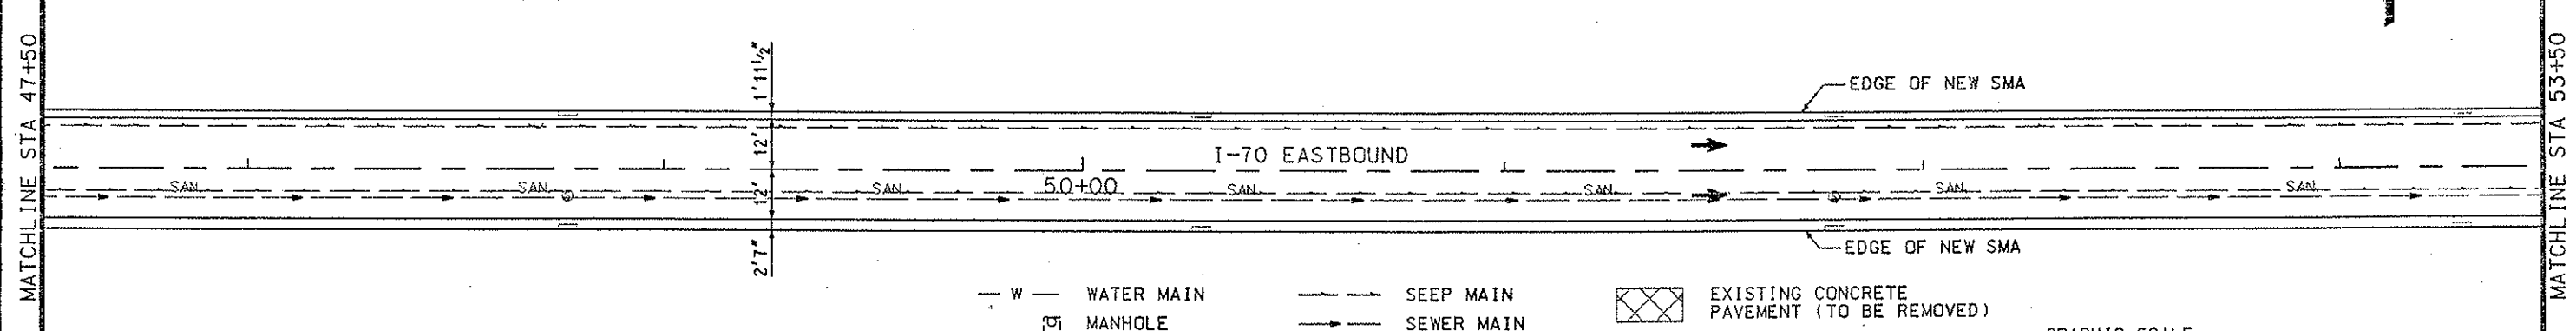 MATCHLINE STA 47+50
1'11½"
12'
12'
2'7"
EDGE OF NEW SMA
I-70 EASTBOUND
SAN
SAN
SAN
50+00
SAN
SAN
SAN
SAN
EDGE OF NEW SMA
MATCHLINE STA 53+50
W
WATER MAIN
MANHOLE
SEEP MAIN
SEWER MAIN
EXISTING CONCRETE
PAVEMENT (TO BE REMOVED)
GRAPHIC SCALE